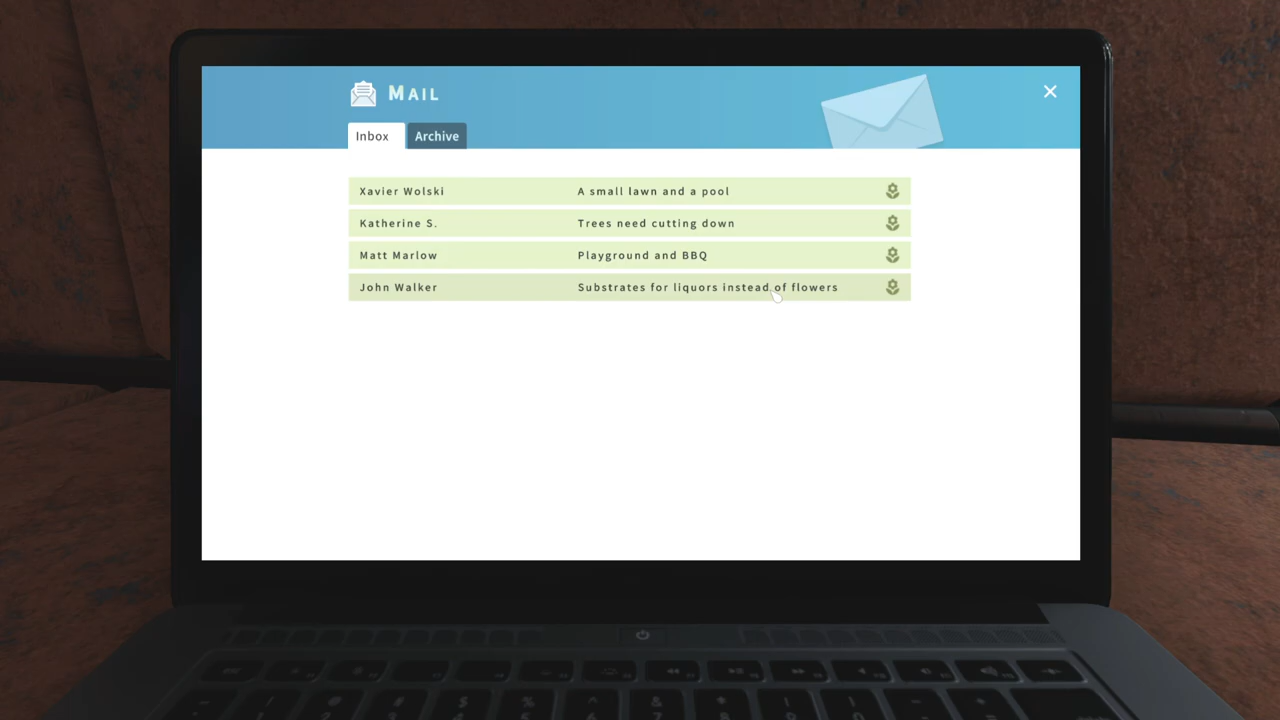 MAIL
Inbox Archive
Xavier Wolski A small lawn and a pool
Katherine S. Trees need cutting down
Matt Marlow Playground and BBQ
John Walker Substrates for liquors instead of flowers